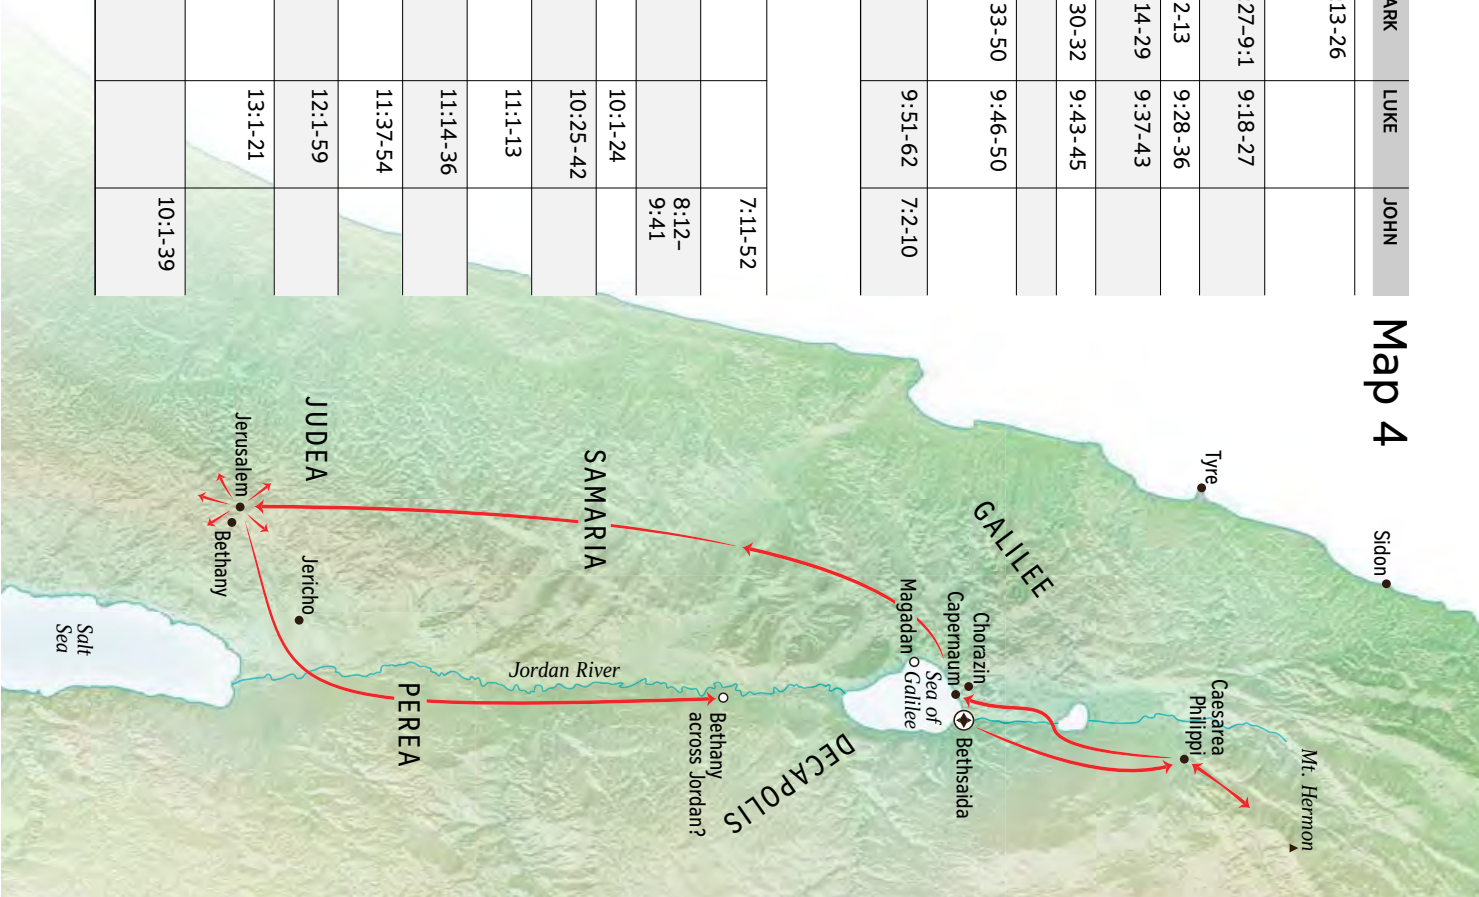 ARK LUKE JOHN
13-26
27–9:1 9:18-27
2-13 9:28-36
14-29 9:37-43
30-32 9:43-45
33-50 9:46-50
9:51-62 7:2-10
7:11-52
8:12–
9:41
10:1-24
10:25-42
11:1-13
11:14-36
11:37-54
12:1-59
13:1-21
10:1-39
Map 4
Sidon
Mt. Hermon
Tyre
Caesarea
Philippi
GALILEE
Chorazin
Capernaum
Bethsaida
Sea of
Galilee
Magadan
DECAPOLIS
Bethany
across Jordan?
SAMARIA
Jordan River
PEREA
JUDEA
Jericho
Jerusalem
Bethany
Salt
Sea